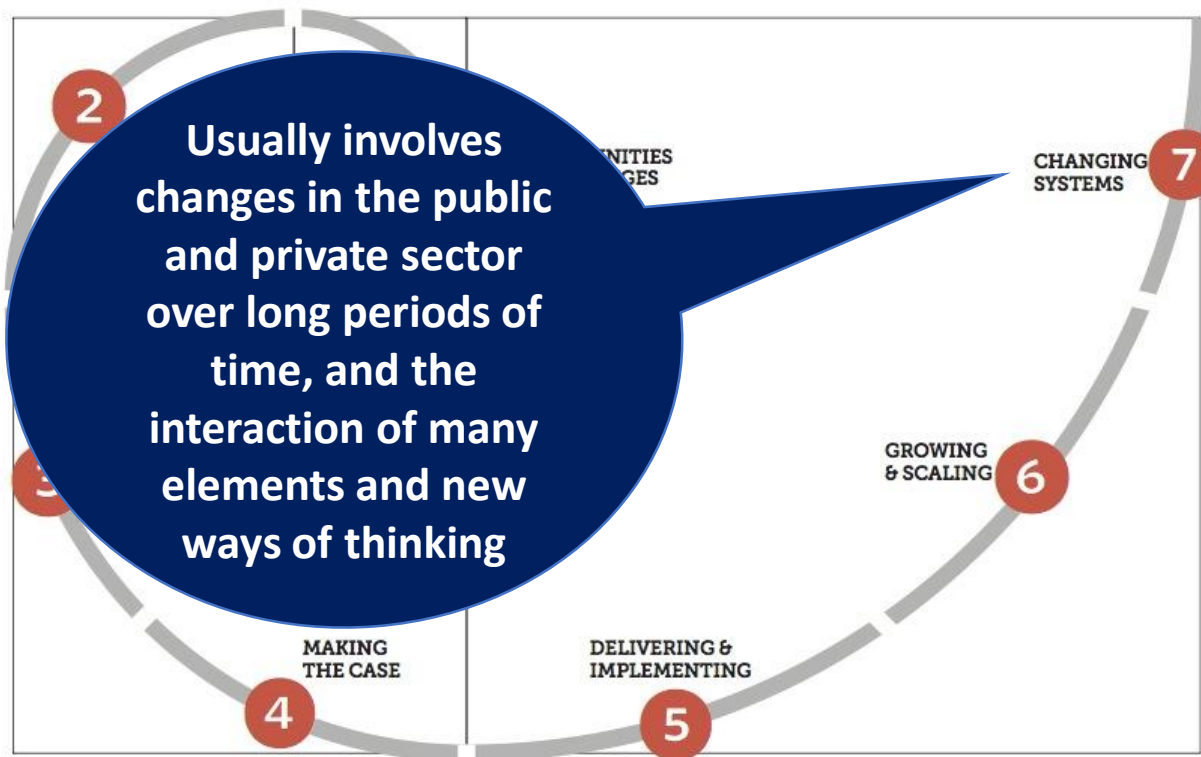 2
Usually involves
changes in the public
and private sector
over long periods of
time, and the
interaction of many
elements and new
ways of thinking
CHANGING
SYSTEMS
7
GROWING
& SCALING
6
3
MAKING
THE CASE
4
DELIVERING &
IMPLEMENTING
5